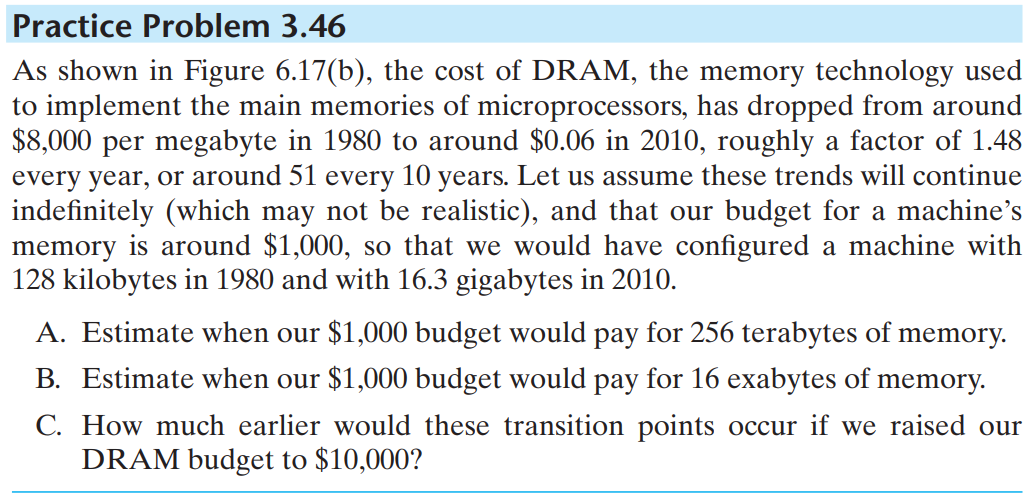 Practice Problem 3.46
As shown in Figure 6.17(b), the cost of DRAM, the memory technology used
to implement the main memories of microprocessors, has dropped from around
$8,000 per megabyte in 1980 to around $0.06 in 2010, roughly a factor of 1.48
every year, or around 51 every 10 years. Let us assume these trends will continue
indefinitely (which may not be realistic), and that our budget for a machine's
memory is around $1,000, so that we would have configured a machine with
128 kilobytes in 1980 and with 16.3 gigabytes in 2010.
A. Estimate when our $1,000 budget would pay for 256 terabytes of memory.
B. Estimate when our $1,000 budget would pay for 16 exabytes of memory.
C. How much earlier would these transition points occur if we raised our
DRAM budget to $10,000?